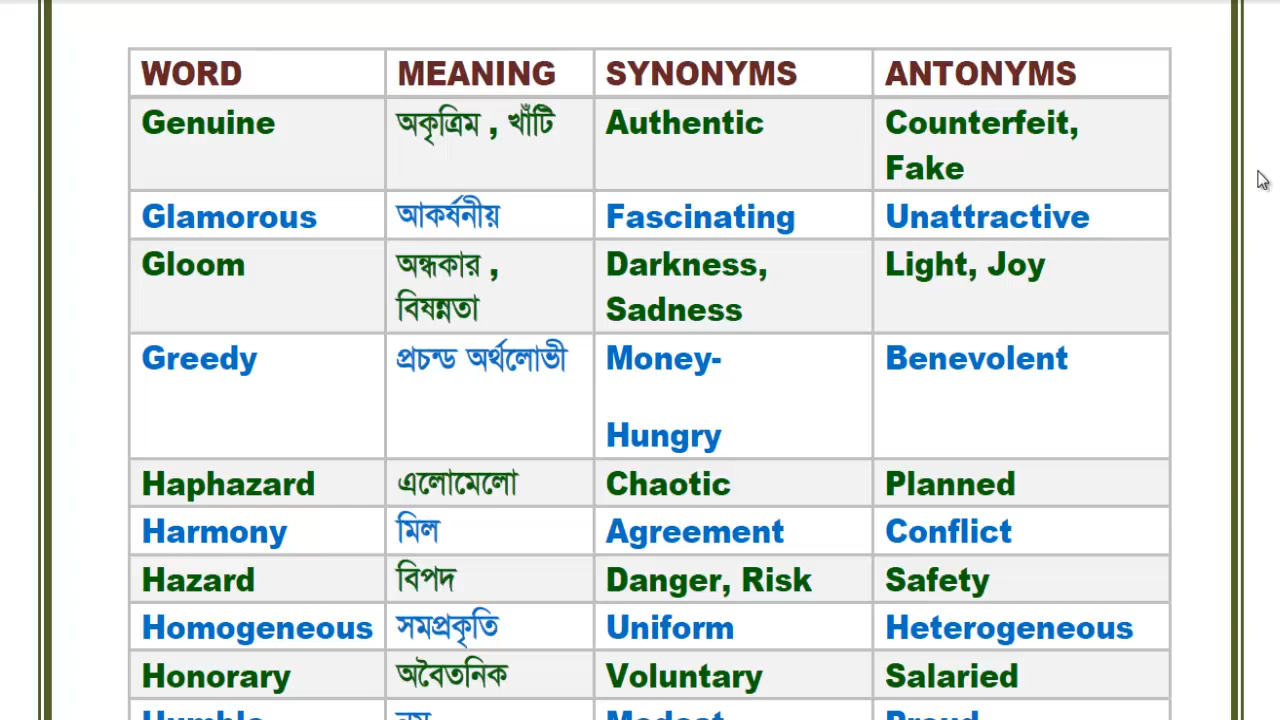 WORD MEANING SYNONYMS ANTONYMS
Genuine অকৃত্রিম , খাঁটি Authentic Counterfeit,
Fake
Glamorous আকর্ষনীয় Fascinating Unattractive
Gloom অন্ধকার , Darkness, Light, Joy
বিষন্নতা Sadness
Greedy প্রচন্ড অর্থলোভী Money- Benevolent
Hungry
Haphazard এলোমেলো Chaotic Planned
Harmony মিল Agreement Conflict
Hazard বিপদ Danger, Risk Safety
Homogeneous সমপ্রকৃতি Uniform Heterogeneous
Honorary অবৈতনিক Voluntary Salaried